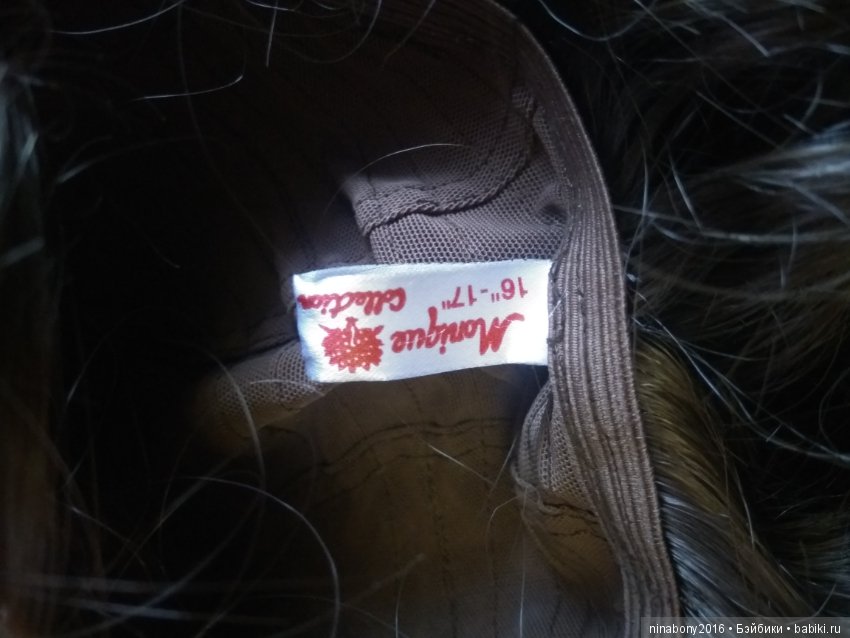 Monique
Collection
16"-17"
ninabony2016 • Бэйбики • babiki.ru